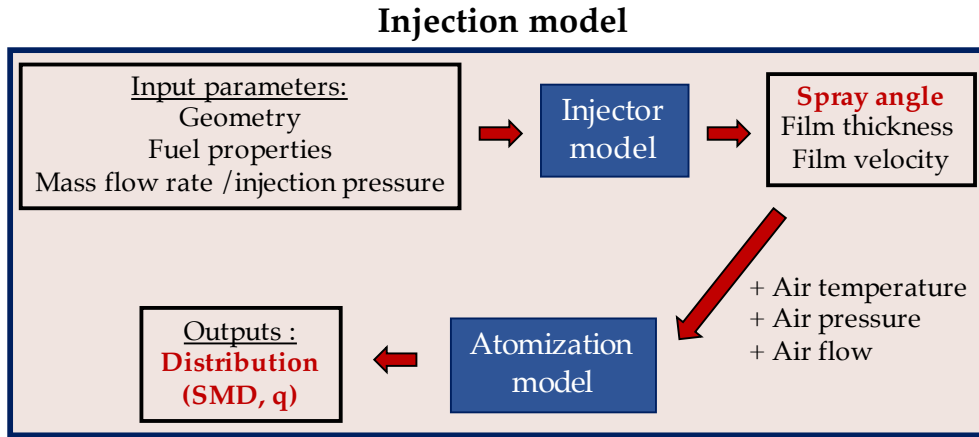 Injection model
Input parameters:
Geometry
Fuel properties
Mass flow rate /injection pressure
Injector
model
Spray angle
Film thickness
Film velocity
+ Air temperature
+ Air pressure
+ Air flow
Atomization
model
Outputs :
Distribution
(SMD, q)